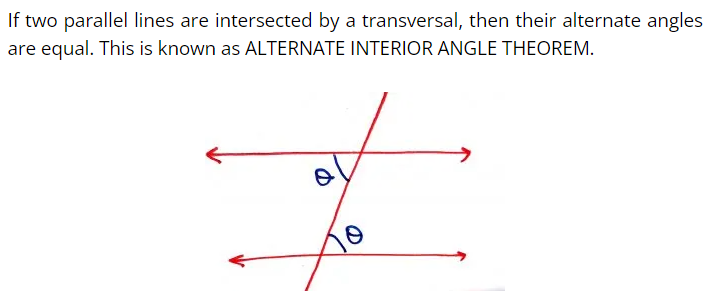 If two parallel lines are intersected by a transversal, then their alternate angles
are equal. This is known as ALTERNATE INTERIOR ANGLE THEOREM.
θ
θ